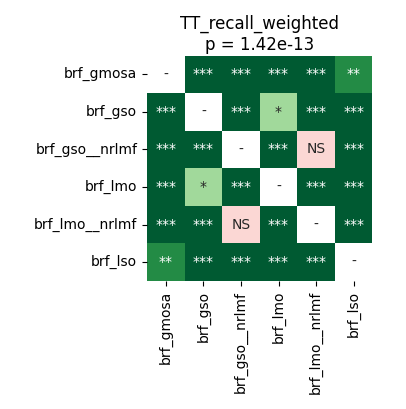 TT_recall_weighted
p = 1.42e-13
brf_gmosa - *** *** *** *** **
brf_gso *** - *** * *** ***
brf_gso__nrlmf *** *** - *** NS ***
brf_lmo *** * *** - *** ***
brf_lmo__nrlmf *** *** NS *** - ***
brf_lso ** *** *** *** *** -
brf_gmosa
brf_gso
brf_gso__nrlmf
brf_lmo
brf_lmo__nrlmf
brf_lso